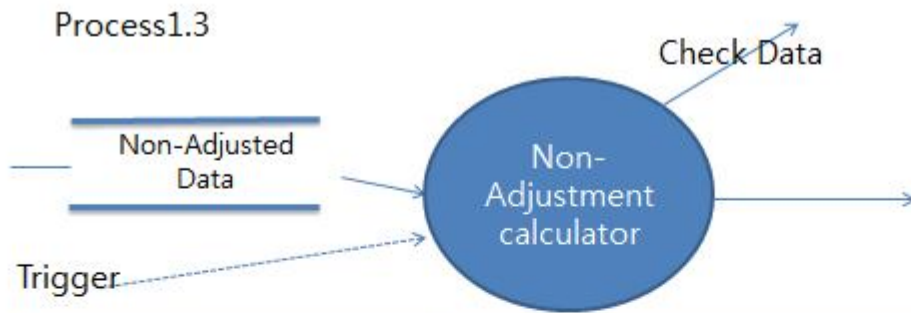 Process1.3
Check Data
Non-Adjusted
Data
Non-
Adjustment
calculator
Trigger